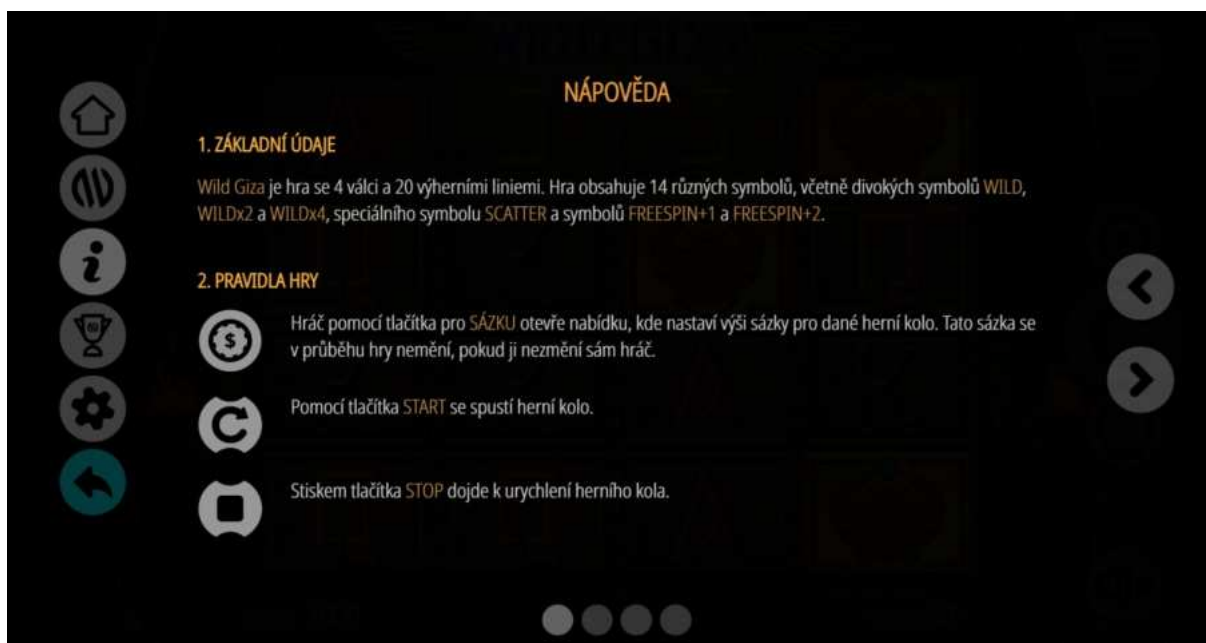 NÁPOVĚDA
1. ZÁKLADNÍ ÚDAJE
Wild Giza je hra se 4 válci a 20 výherními liniemi. Hra obsahuje 14 různých symbolů, včetně divokých symbolů WILD,
WILDx2 a WILDx4, speciálního symbolu SCATTER a symbolů FREESPIN+1 a FREESPIN+2.
2. PRAVIDLA HRY
Hráč pomocí tlačítka pro SÁZKU otevře nabídku, kde nastaví výši sázky pro dané herní kolo. Tato sázka se
v průběhu hry nemění, pokud ji nezmění sám hráč.
Pomocí tlačítka START se spustí herní kolo.
Stiskem tlačítka STOP dojde k urychlení herního kola.